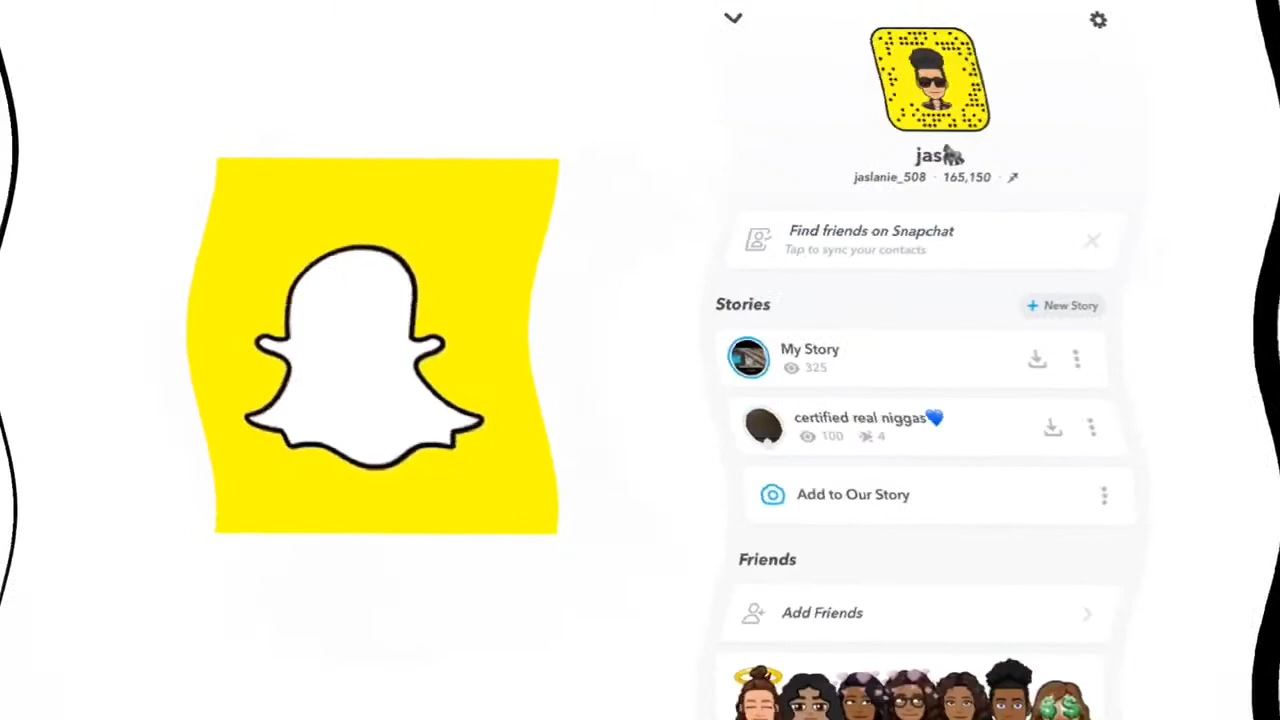 jas🦍
jaslanie_508 · 165,150 ·
Find friends on Snapchat
Tap to sync your contacts
Stories
+ New Story
My Story
325
certified real niggas💙
100 4
Add to Our Story
Friends
Add Friends